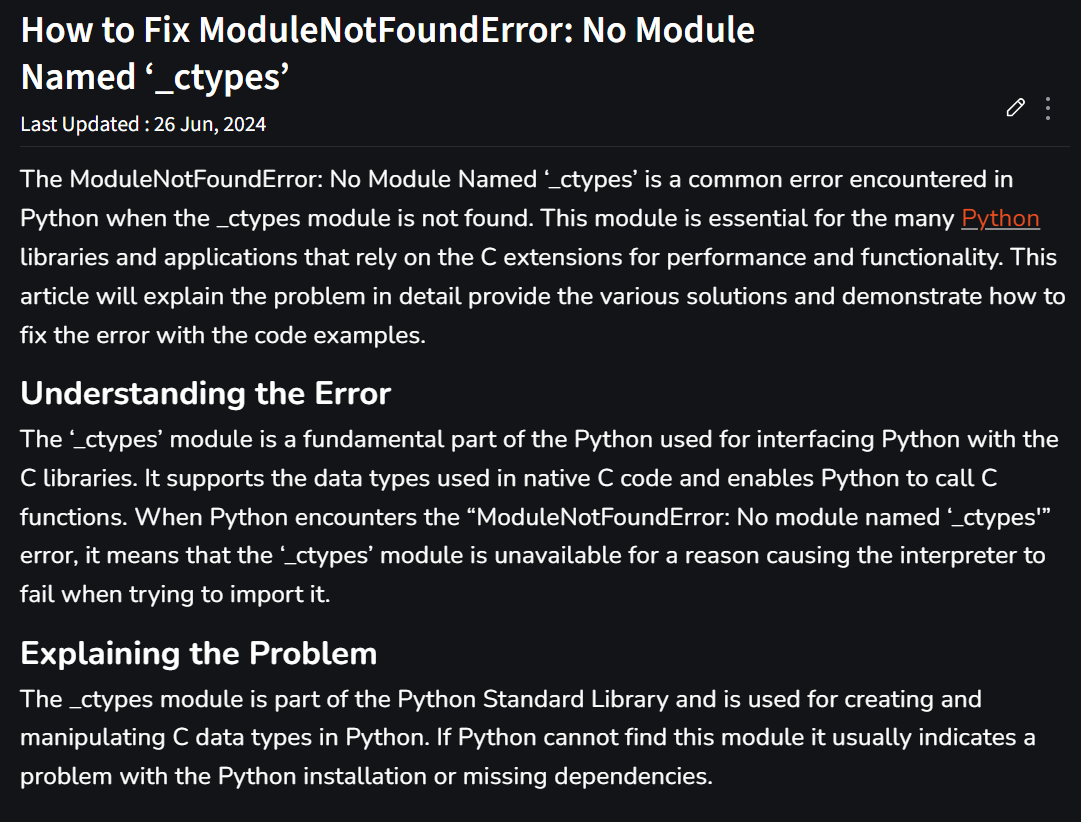 How to Fix ModuleNotFoundError: No Module
Named ‘_ctypes’
Last Updated : 26 Jun, 2024
The ModuleNotFoundError: No Module Named ‘_ctypes’ is a common error encountered in
Python when the _ctypes module is not found. This module is essential for the many Python
libraries and applications that rely on the C extensions for performance and functionality. This
article will explain the problem in detail provide the various solutions and demonstrate how to
fix the error with the code examples.
Understanding the Error
The ‘_ctypes’ module is a fundamental part of the Python used for interfacing Python with the
C libraries. It supports the data types used in native C code and enables Python to call C
functions. When Python encounters the “ModuleNotFoundError: No module named ‘_ctypes'”
error, it means that the ‘_ctypes’ module is unavailable for a reason causing the interpreter to
fail when trying to import it.
Explaining the Problem
The _ctypes module is part of the Python Standard Library and is used for creating and
manipulating C data types in Python. If Python cannot find this module it usually indicates a
problem with the Python installation or missing dependencies.